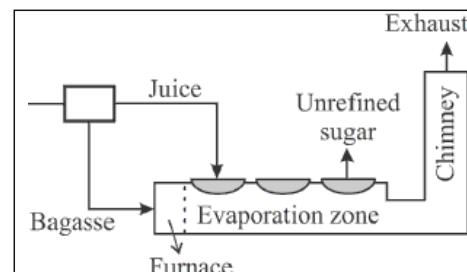 Exhaust
Juice
Unrefined
sugar
Chimney
Bagasse
Evaporation zone
Furnace